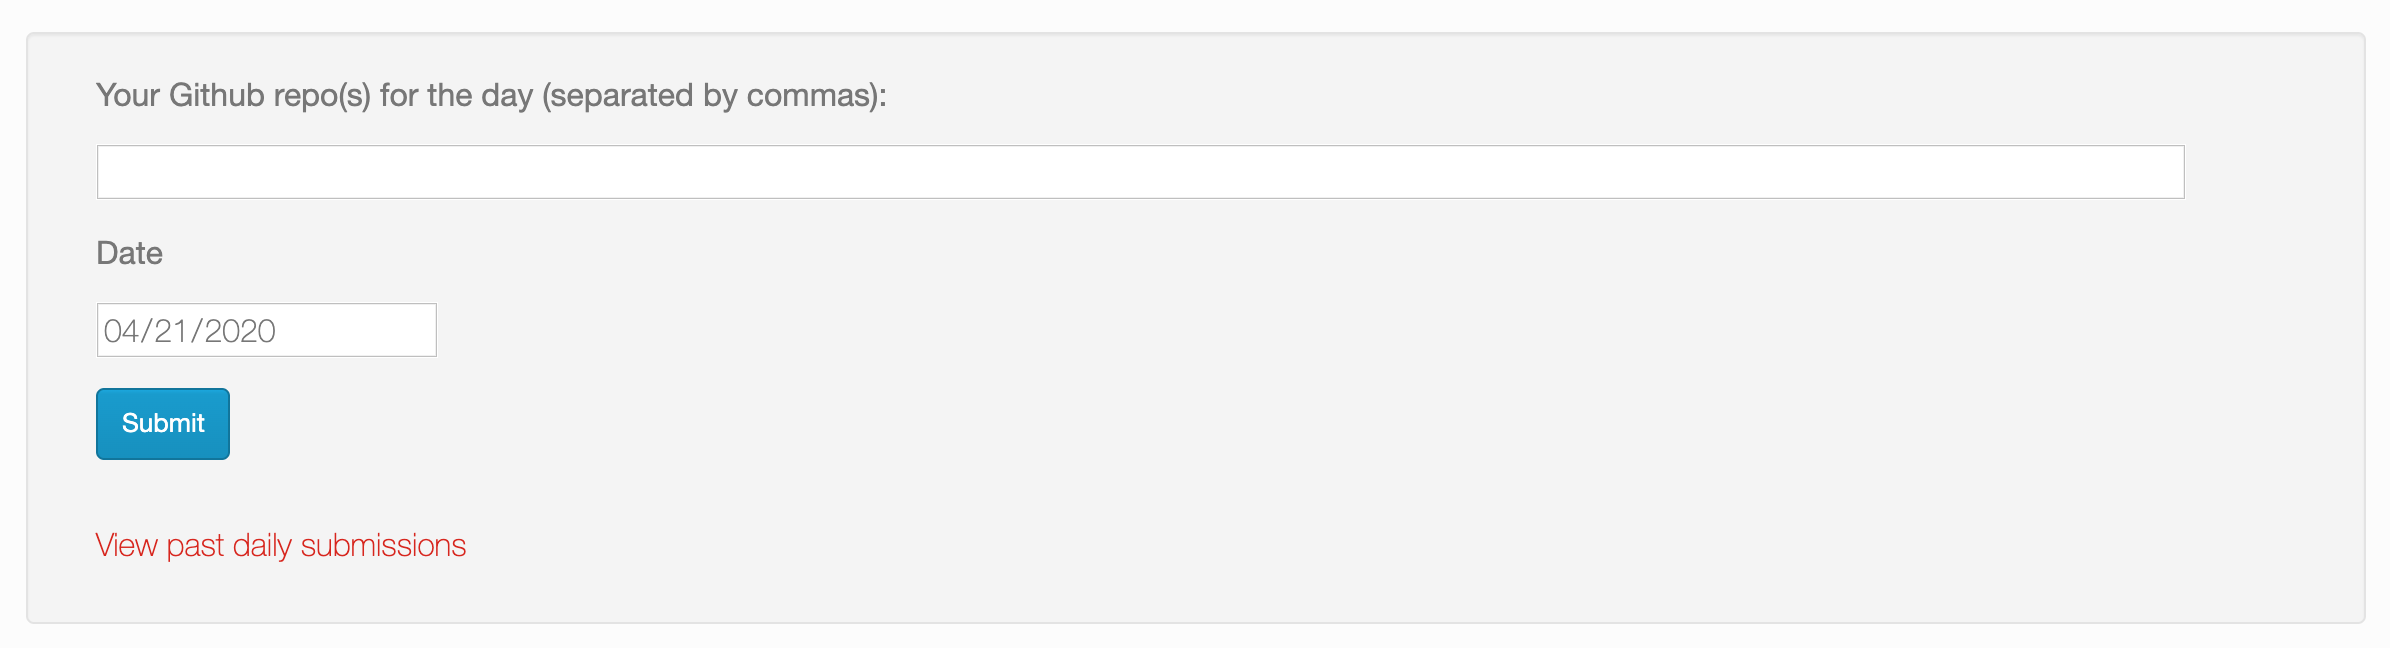 Your Github repo(s) for the day (separated by commas):
Date
04/21/2020
Submit
View past daily submissions